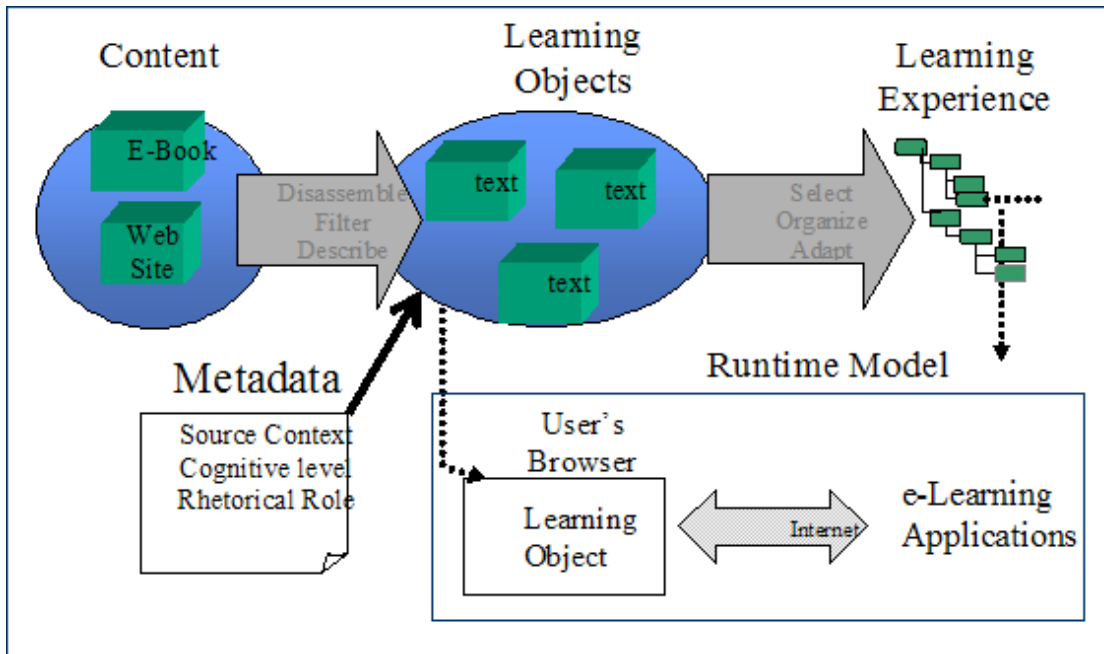 Content
E-Book
Web
Site
Disassemble
Filter
Describe
Learning
Objects
text
text
text
Select
Organize
Adapt
Learning
Experience
Metadata
Source Context
Cognitive level
Rhetorical Role
Runtime Model
User's
Browser
Learning
Object
Internet
e-Learning
Applications